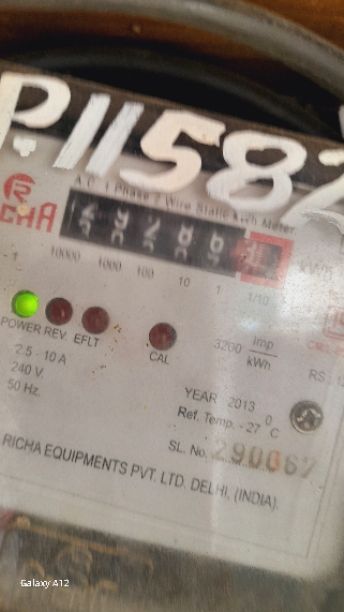 P.11582
RICHA
A.C. 1 Phase 2 Wire Static kWh Meter
10000 1000 100 10 1 1/10
POWER REV. EFLT CAL
3200 imp/kWh
2.5 - 10 A
240 V.
50 Hz.
YEAR 2013
Ref. Temp. - 27 °C
SL. No. 290067
RICHA EQUIPMENTS PVT. LTD. DELHI, (INDIA).
Galaxy A12